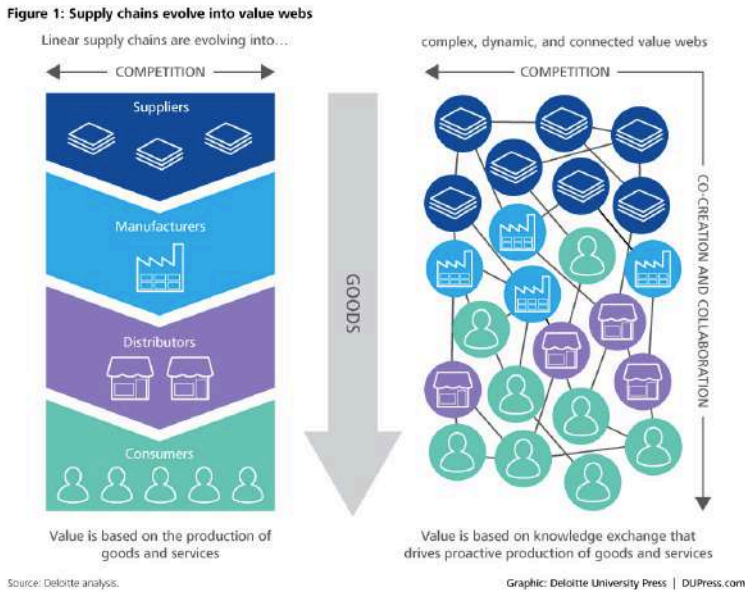 Figure 1: Supply chains evolve into value webs
Linear supply chains are evolving into...
complex, dynamic, and connected value webs
COMPETITION
COMPETITION
Suppliers
Manufacturers
Distributors
Consumers
GOODS
CO-CREATION AND COLLABORATION
Value is based on the production of
goods and services
Value is based on knowledge exchange that
drives proactive production of goods and services
Source: Deloitte analysis.
Graphic: Deloitte University Press | DUPress.com